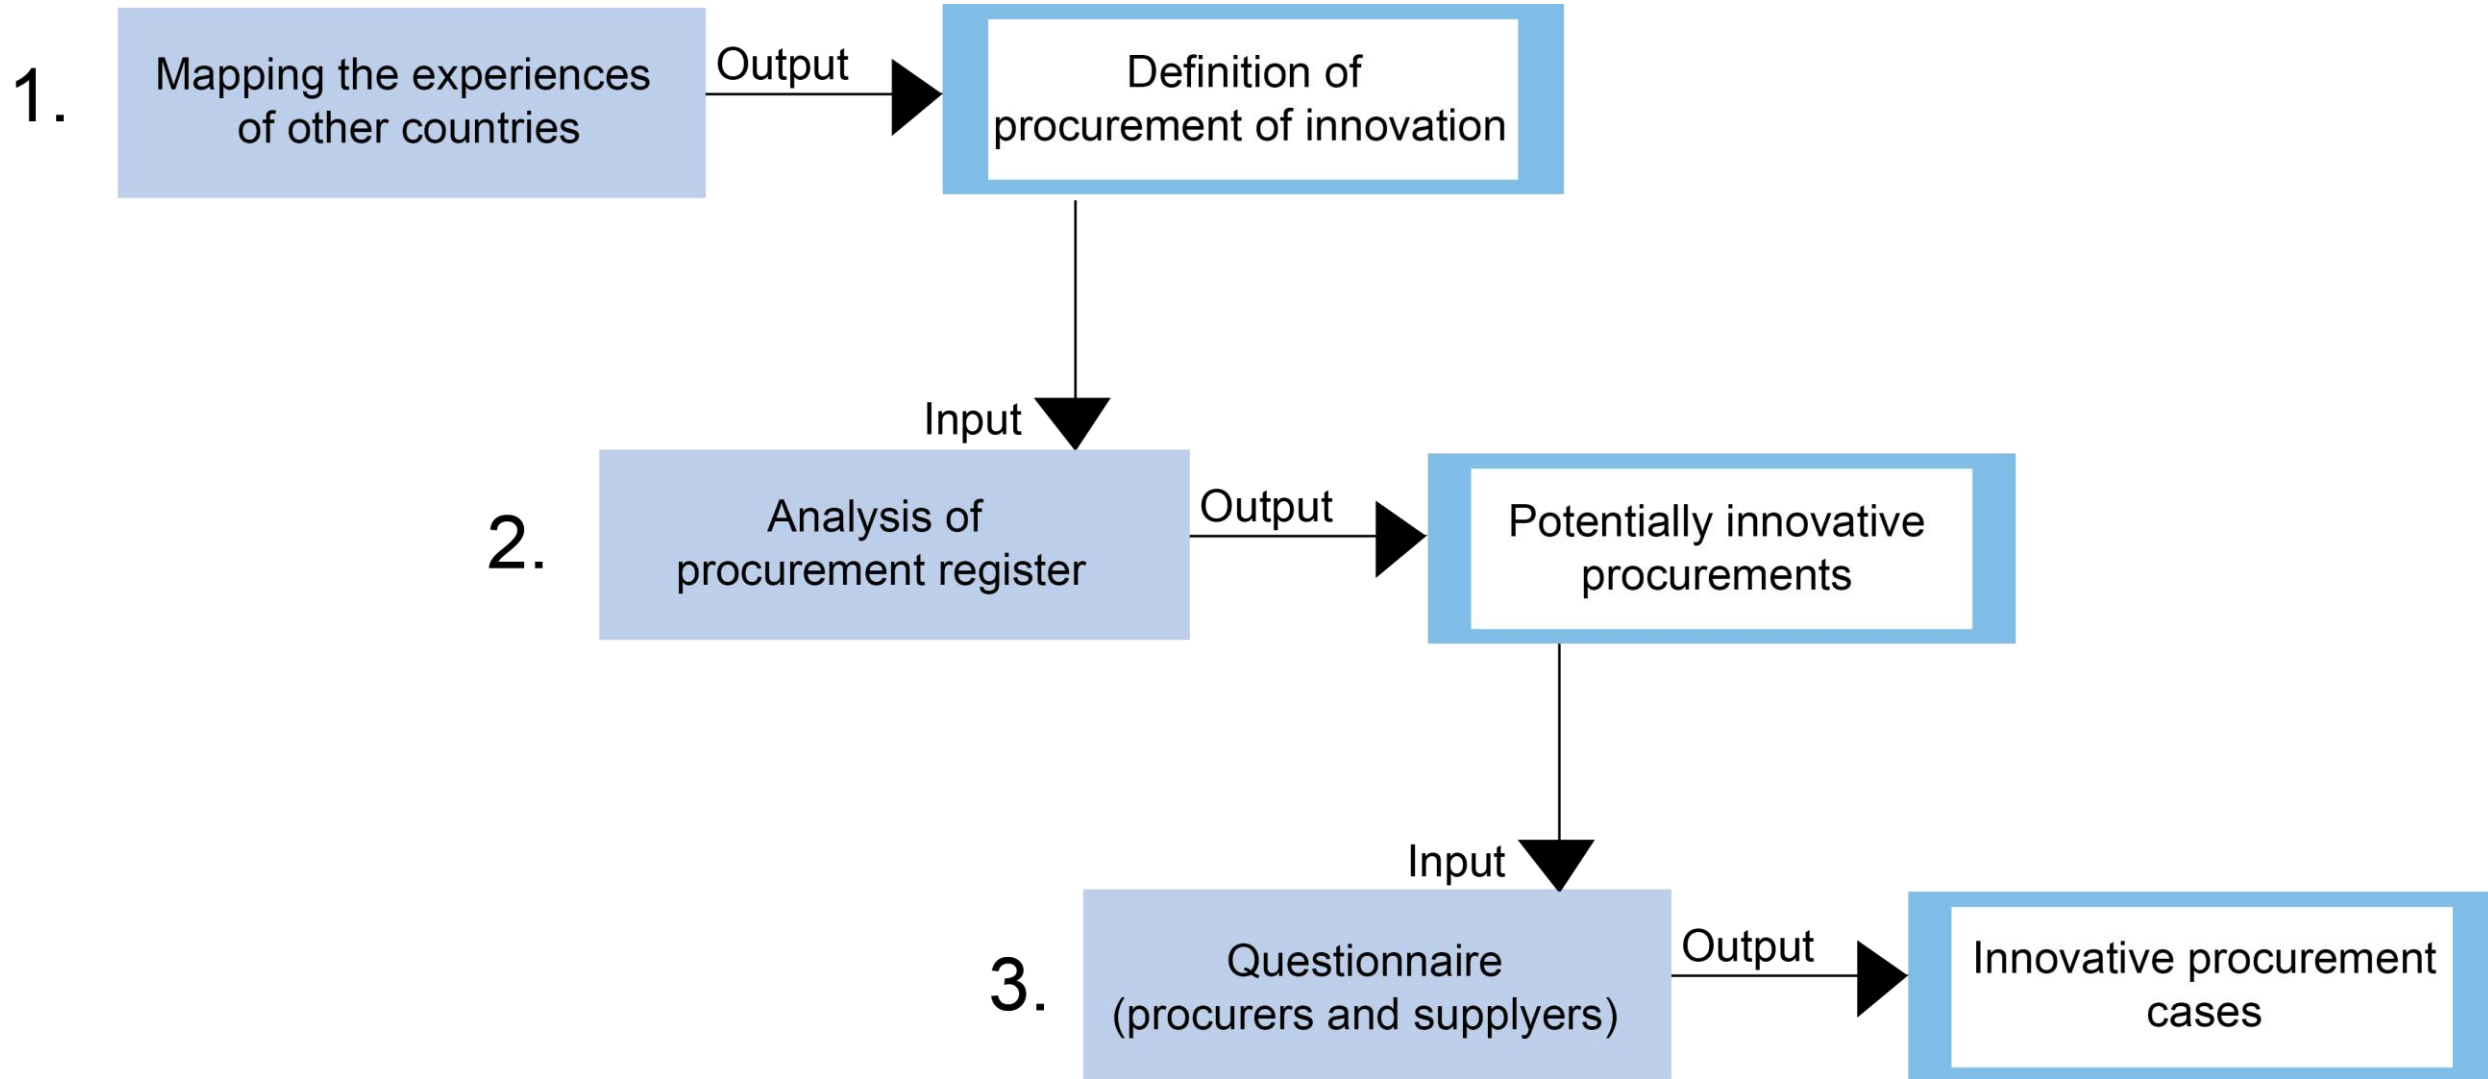 1.
Mapping the experiences
of other countries
Output
Definition of
procurement of innovation
Input
2.
Analysis of
procurement register
Output
Potentially innovative
procurements
Input
3.
Questionnaire
(procurers and supplyers)
Output
Innovative procurement
cases